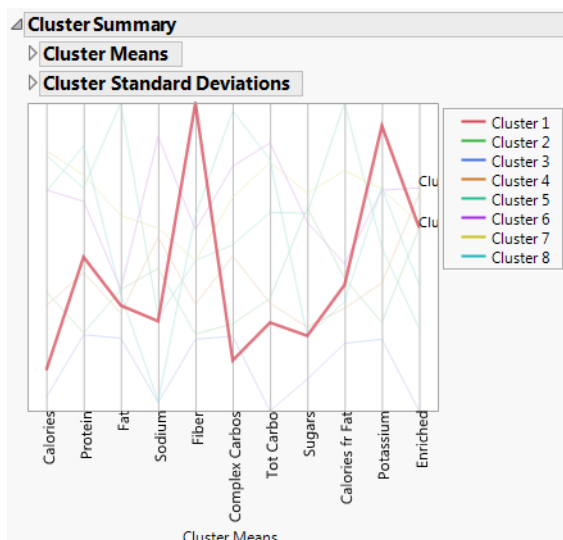 Cluster Summary
Cluster Means
Cluster Standard Deviations
Clu
Clu
Cluster 1
Cluster 2
Cluster 3
Cluster 4
Cluster 5
Cluster 6
Cluster 7
Cluster 8
Calories
Protein
Fat
Sodium
Fiber
Complex Carbos
Tot Carbo
Sugars
Calories fr Fat
Potassium
Enriched
Cluster Means